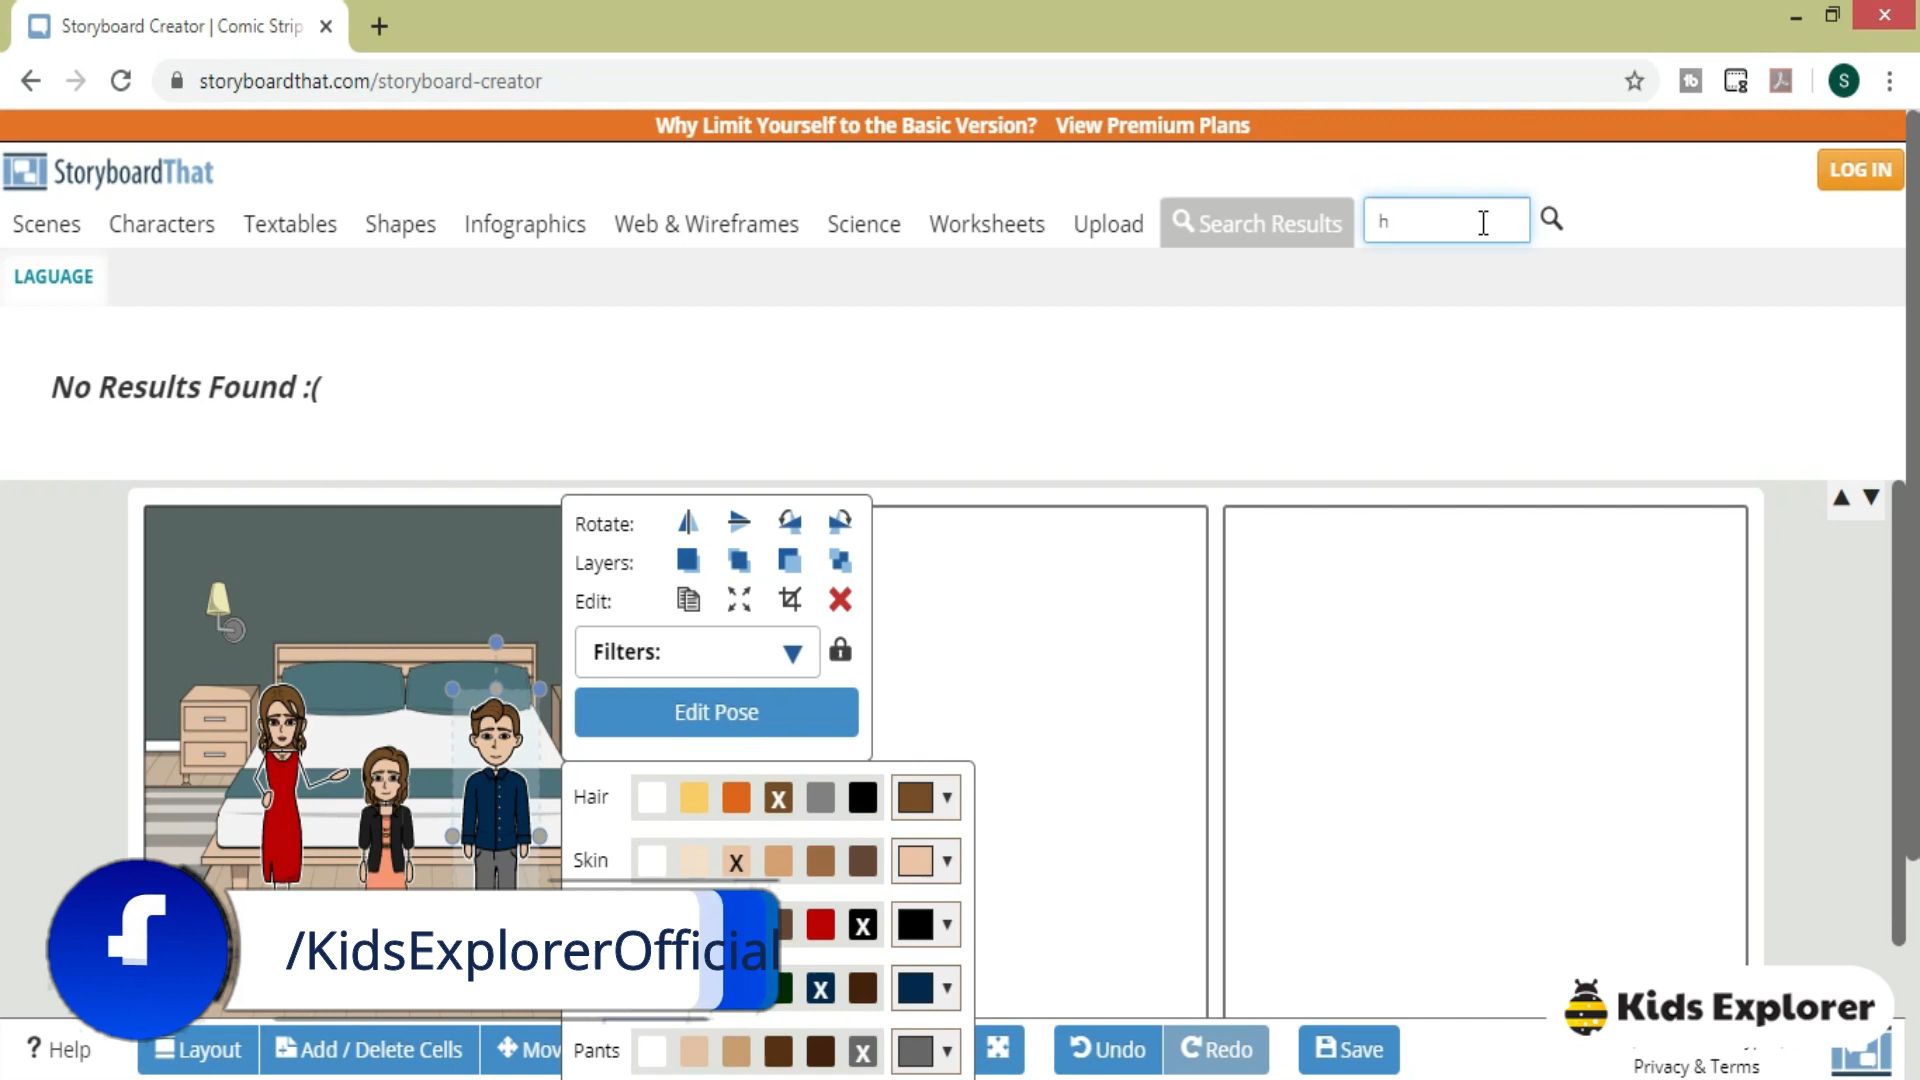 Storyboard Creator | Comic Strip
storyboardthat.com/storyboard-creator
S
Why Limit Yourself to the Basic Version? View Premium Plans
StoryboardThat
LOG IN
Scenes Characters Textables Shapes Infographics Web & Wireframes Science Worksheets Upload Search Results h
LAGUAGE
No Results Found :(
Rotate:
Layers:
Edit:
Filters:
Edit Pose
Hair X
Skin X
X
X
Pants X
/KidsExplorerOfficial
Kids Explorer
? Help Layout Add / Delete Cells Mov Undo Redo Save
Privacy & Terms